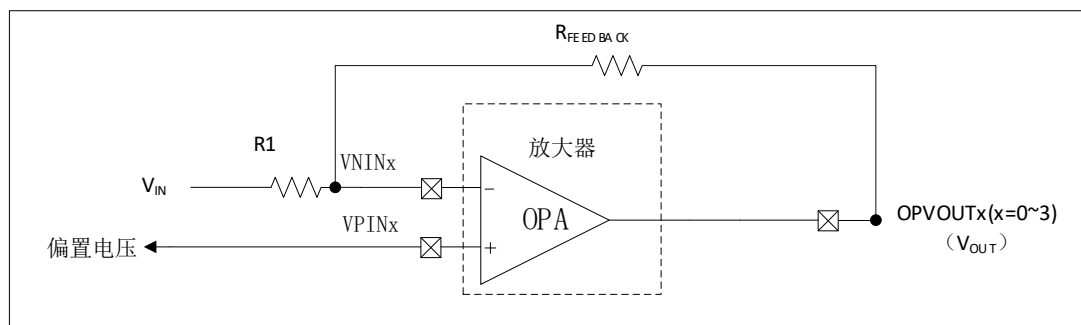 RFEEDBACK
放大器
R1
VNINx
VIN
－
OPA
VPINx
+
偏置电压
OPVOUTx(x=0~3)
（VOUT）